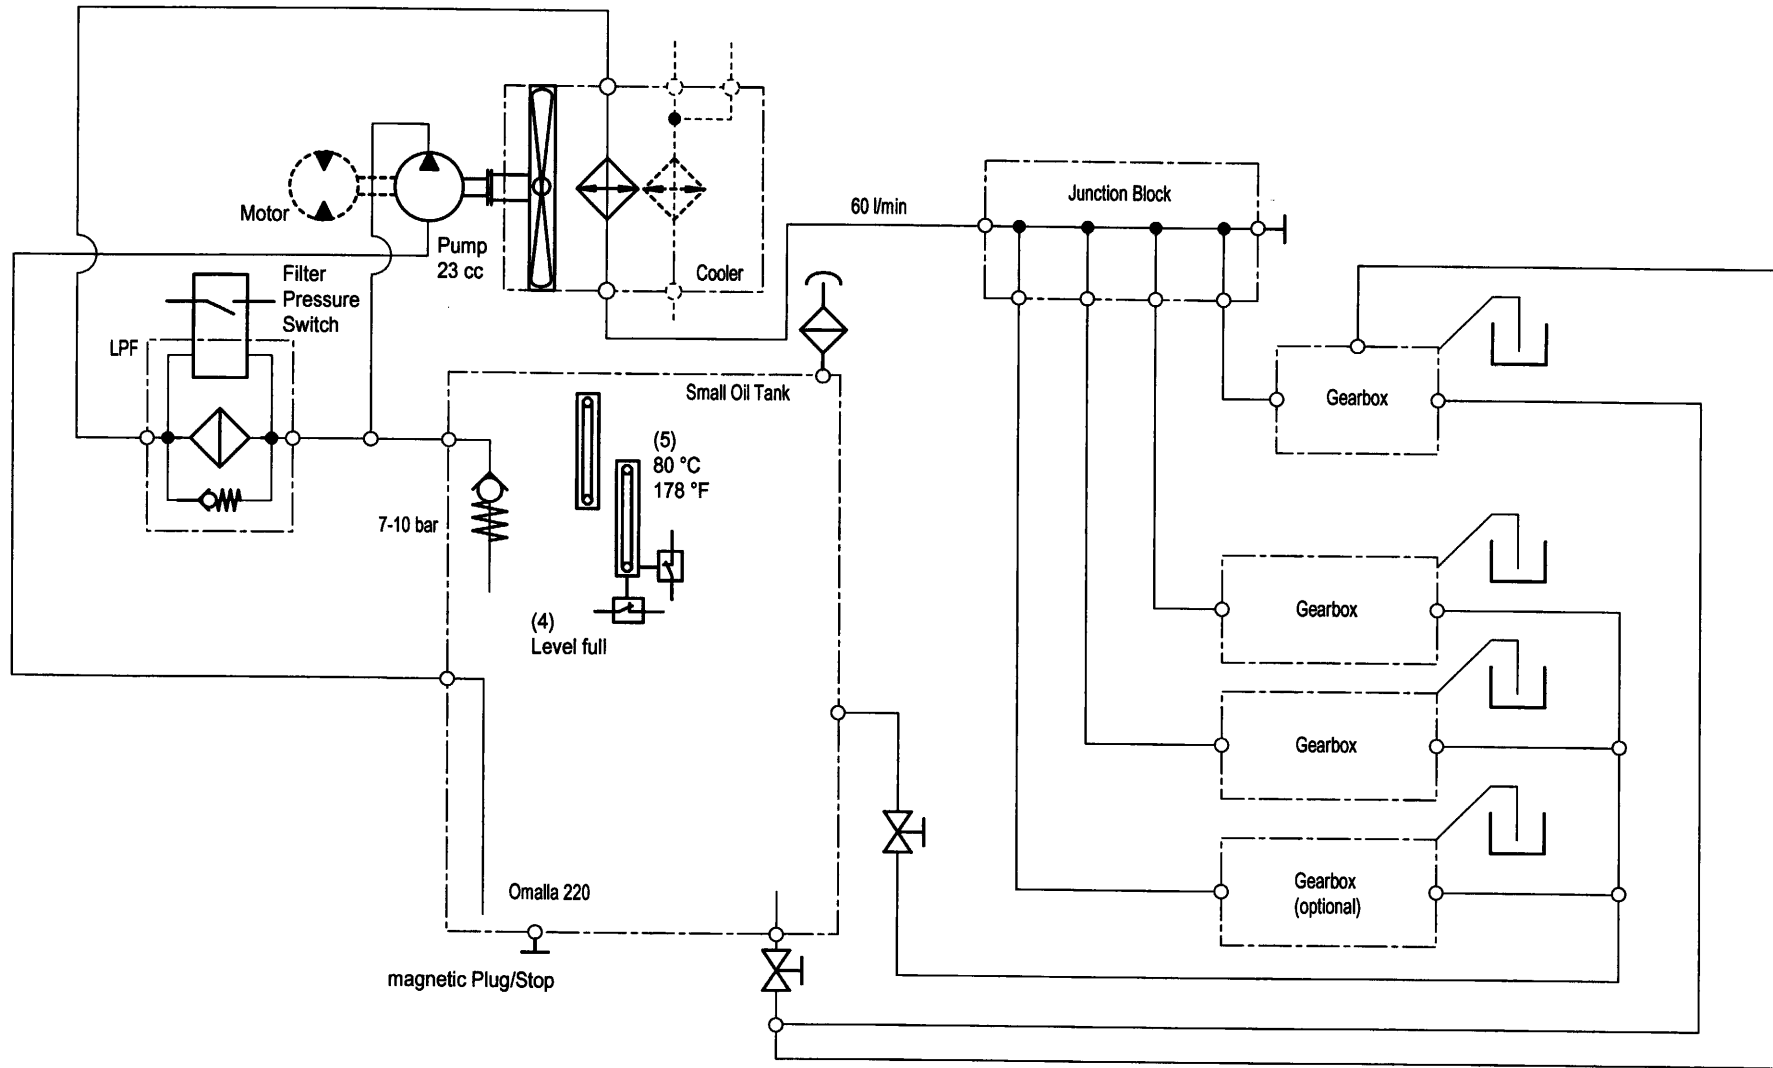 Motor
Pump
23 cc
Cooler
60 l/min
Junction Block
Filter
Pressure
Switch
LPF
Small Oil Tank
(5)
80 °C
178 °F
7-10 bar
(4)
Level full
Gearbox
Gearbox
Gearbox
Gearbox
(optional)
Omalla 220
magnetic Plug/Stop